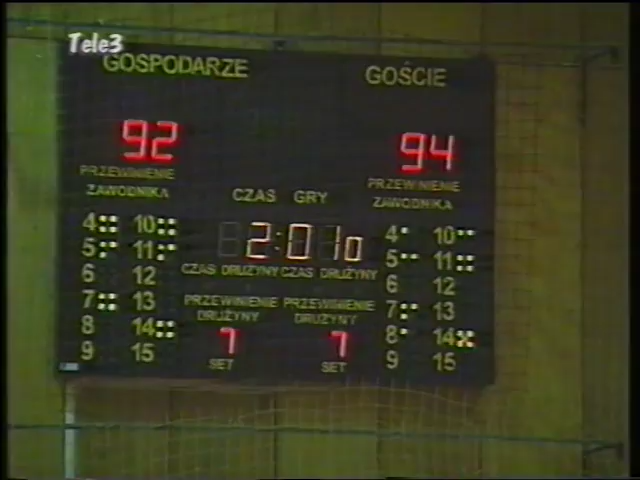 Tele3
GOSPODARZE GOŚCIE
92 94
PRZEWINIENIE PRZEWINIENIE
ZAWODNIKA ZAWODNIKA
CZAS GRY
4 10 4 10
2:01 5 11
5 11
CZAS DRUŻYNY CZAS DRUŻYNY
6 12 6 12
7 13 PRZEWINIENIE PRZEWINIENIE 7 13
DRUŻYNY DRUŻYNY
8 14 7 7 8 14
9 15 SET SET 9 15